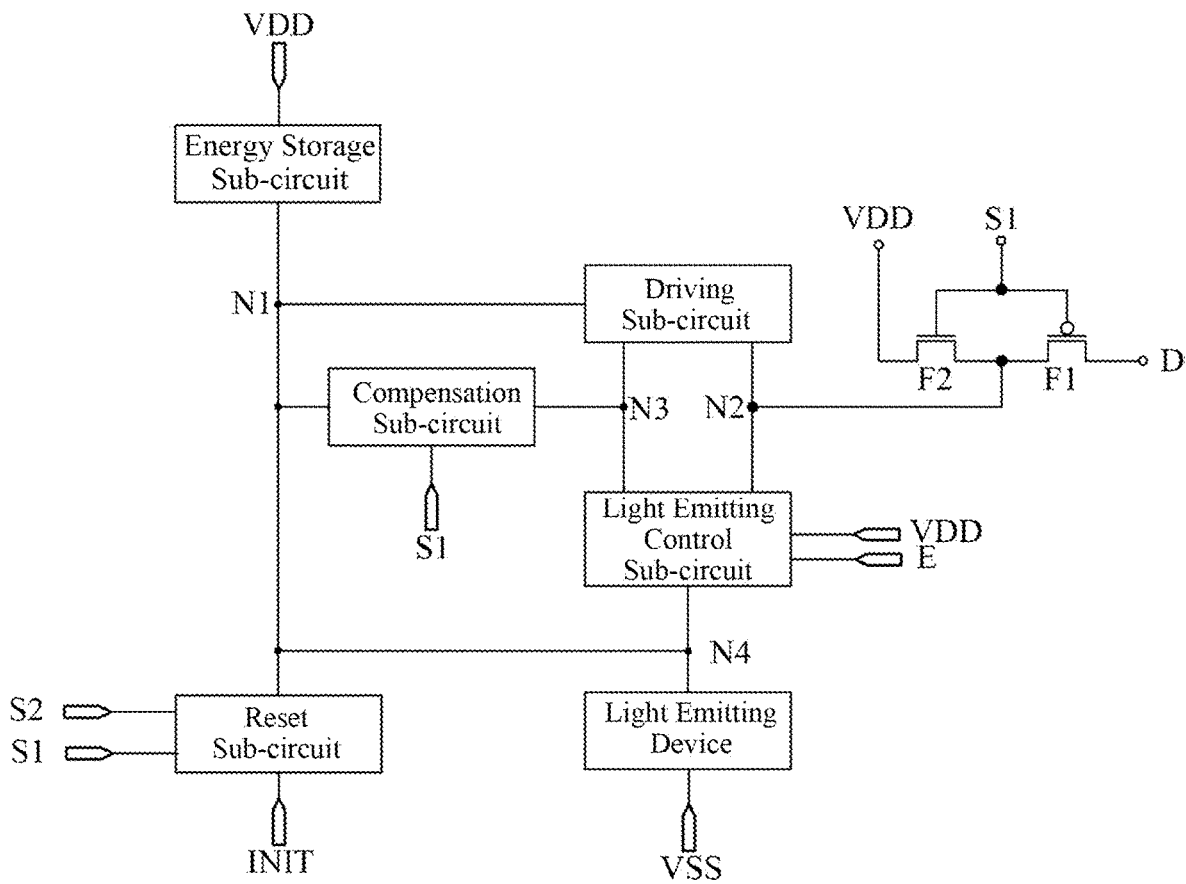 VDD
Energy Storage
Sub-circuit
VDD
S1
N1
Driving
Sub-circuit
F2
F1
D
Compensation
Sub-circuit
N3
N2
S1
Light Emitting
Control
Sub-circuit
VDD
E
N4
S2
S1
Reset
Sub-circuit
Light Emitting
Device
INIT
VSS